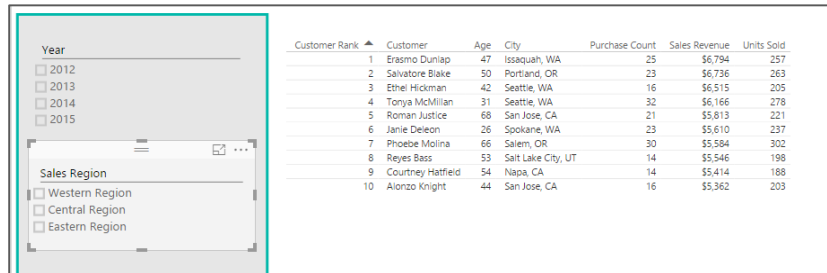 Year
2012
2013
2014
2015
Sales Region
Western Region
Central Region
Eastern Region
Customer Rank Customer Age City Purchase Count Sales Revenue Units Sold
1 Erasmo Dunlap 47 Issaquah, WA 25 $6,794 257
2 Salvatore Blake 50 Portland, OR 23 $6,736 263
3 Ethel Hickman 42 Seattle, WA 16 $6,515 205
4 Tonya McMillan 31 Seattle, WA 32 $6,166 278
5 Roman Justice 68 San Jose, CA 21 $5,813 221
6 Janie Deleon 26 Spokane, WA 23 $5,610 237
7 Phoebe Molina 66 Salem, OR 30 $5,584 302
8 Reyes Bass 53 Salt Lake City, UT 14 $5,546 198
9 Courtney Hatfield 54 Napa, CA 14 $5,414 188
10 Alonzo Knight 44 San Jose, CA 16 $5,362 203